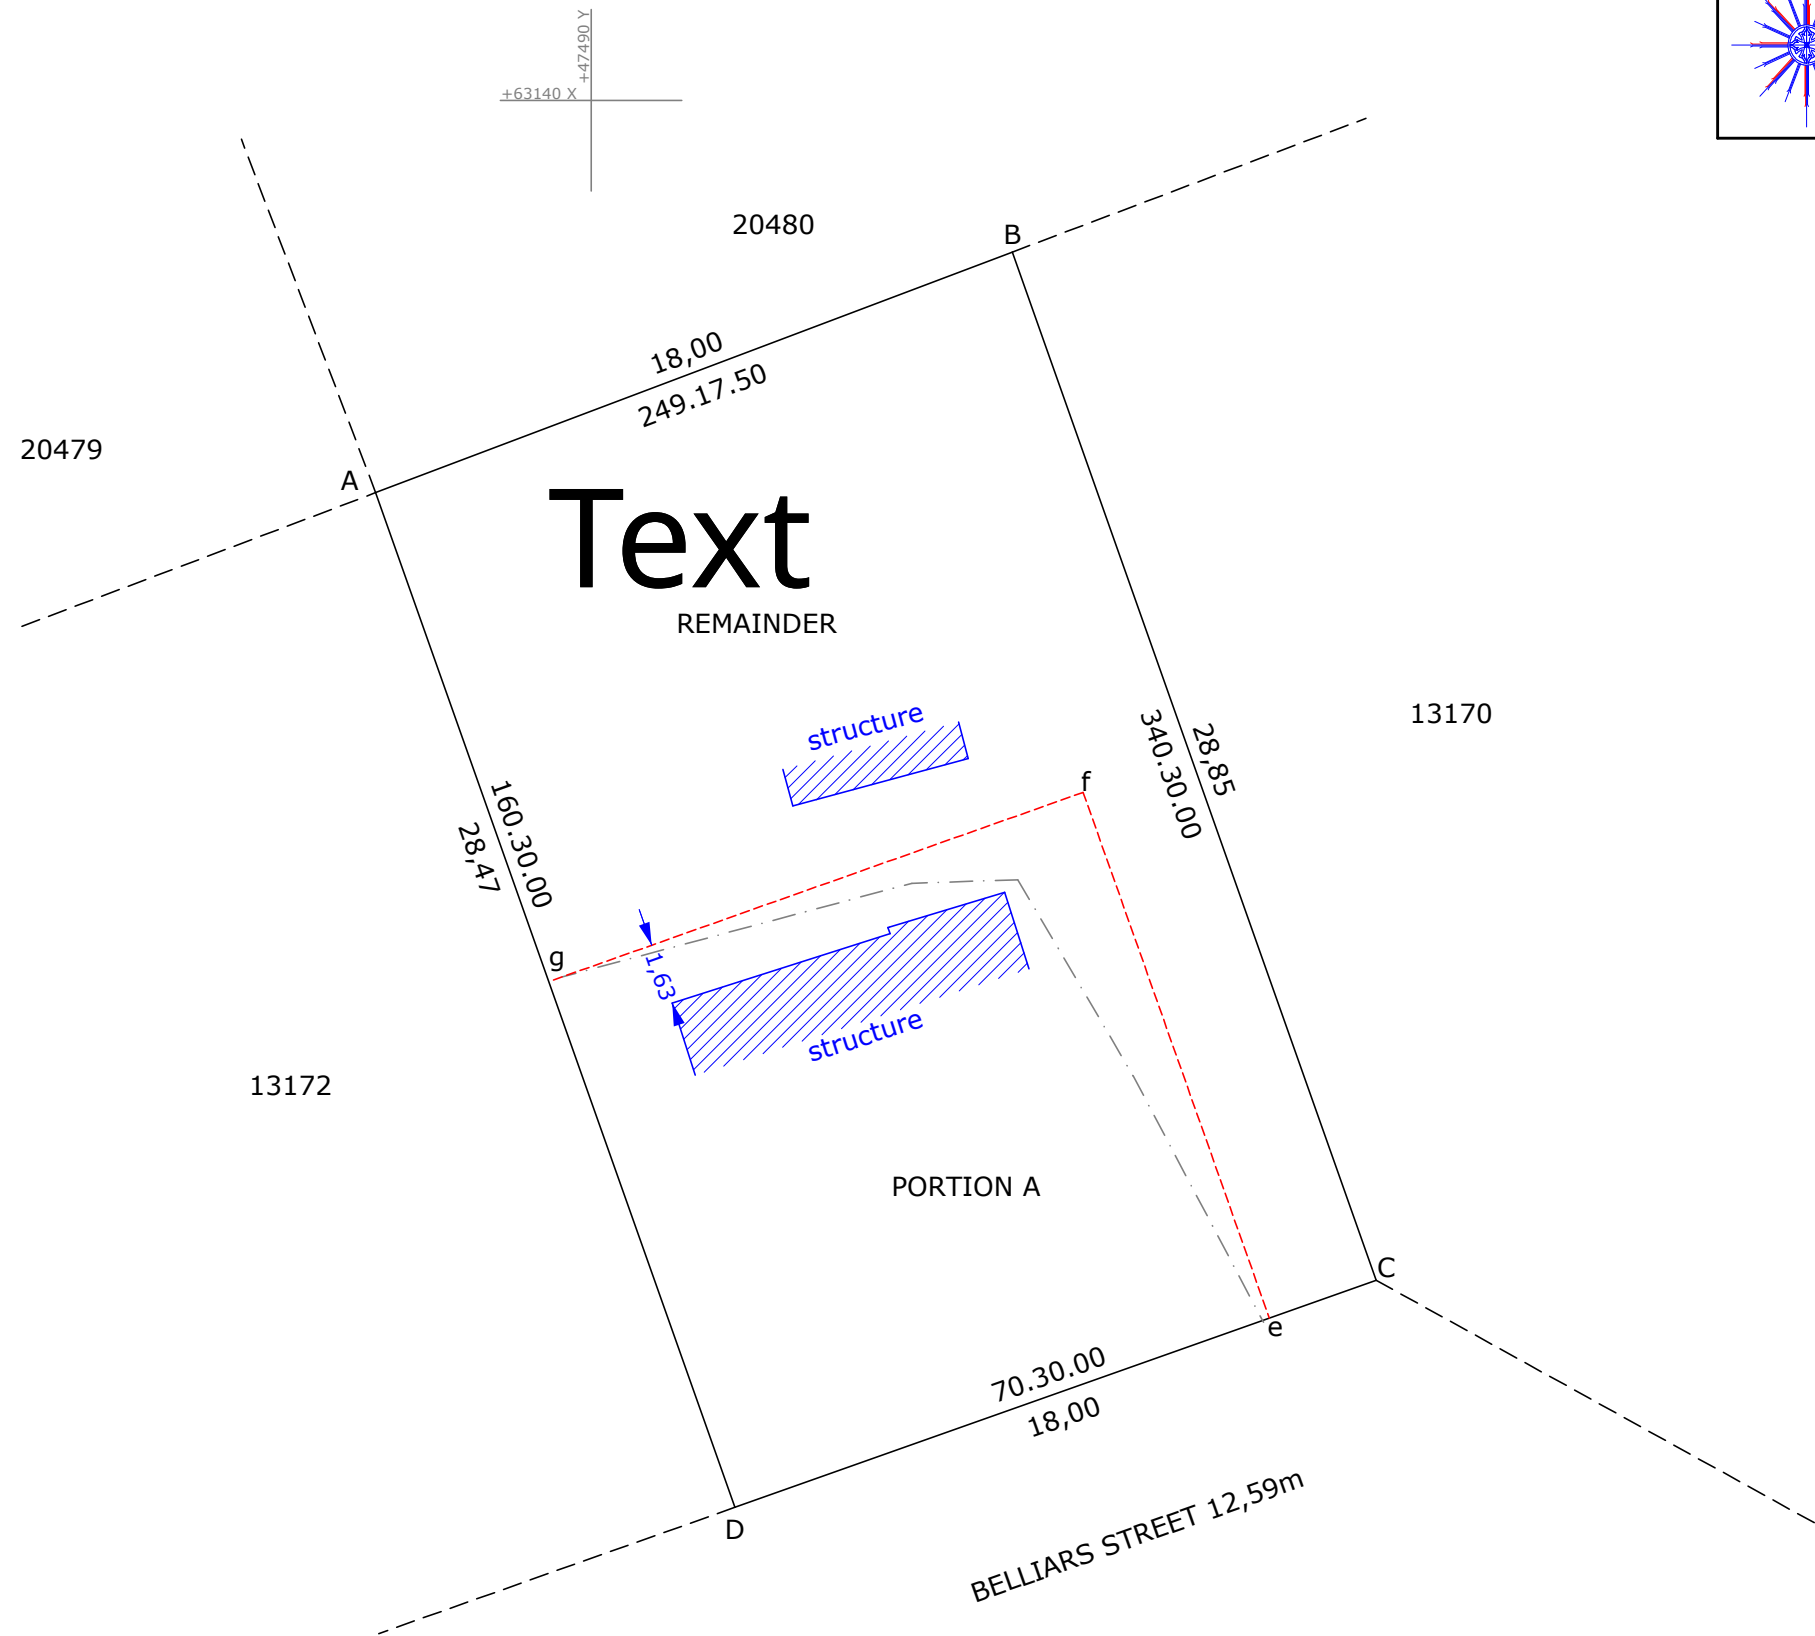 +47490 Y
+63140 X
20480
B
18,00
249.17.50
20479
A
Text
REMAINDER
structure
13170
28,85
340.30.00
f
160.30.00
28,47
g
1,63
structure
13172
PORTION A
C
e
70.30.00
18,00
D
BELLIARS STREET 12,59m